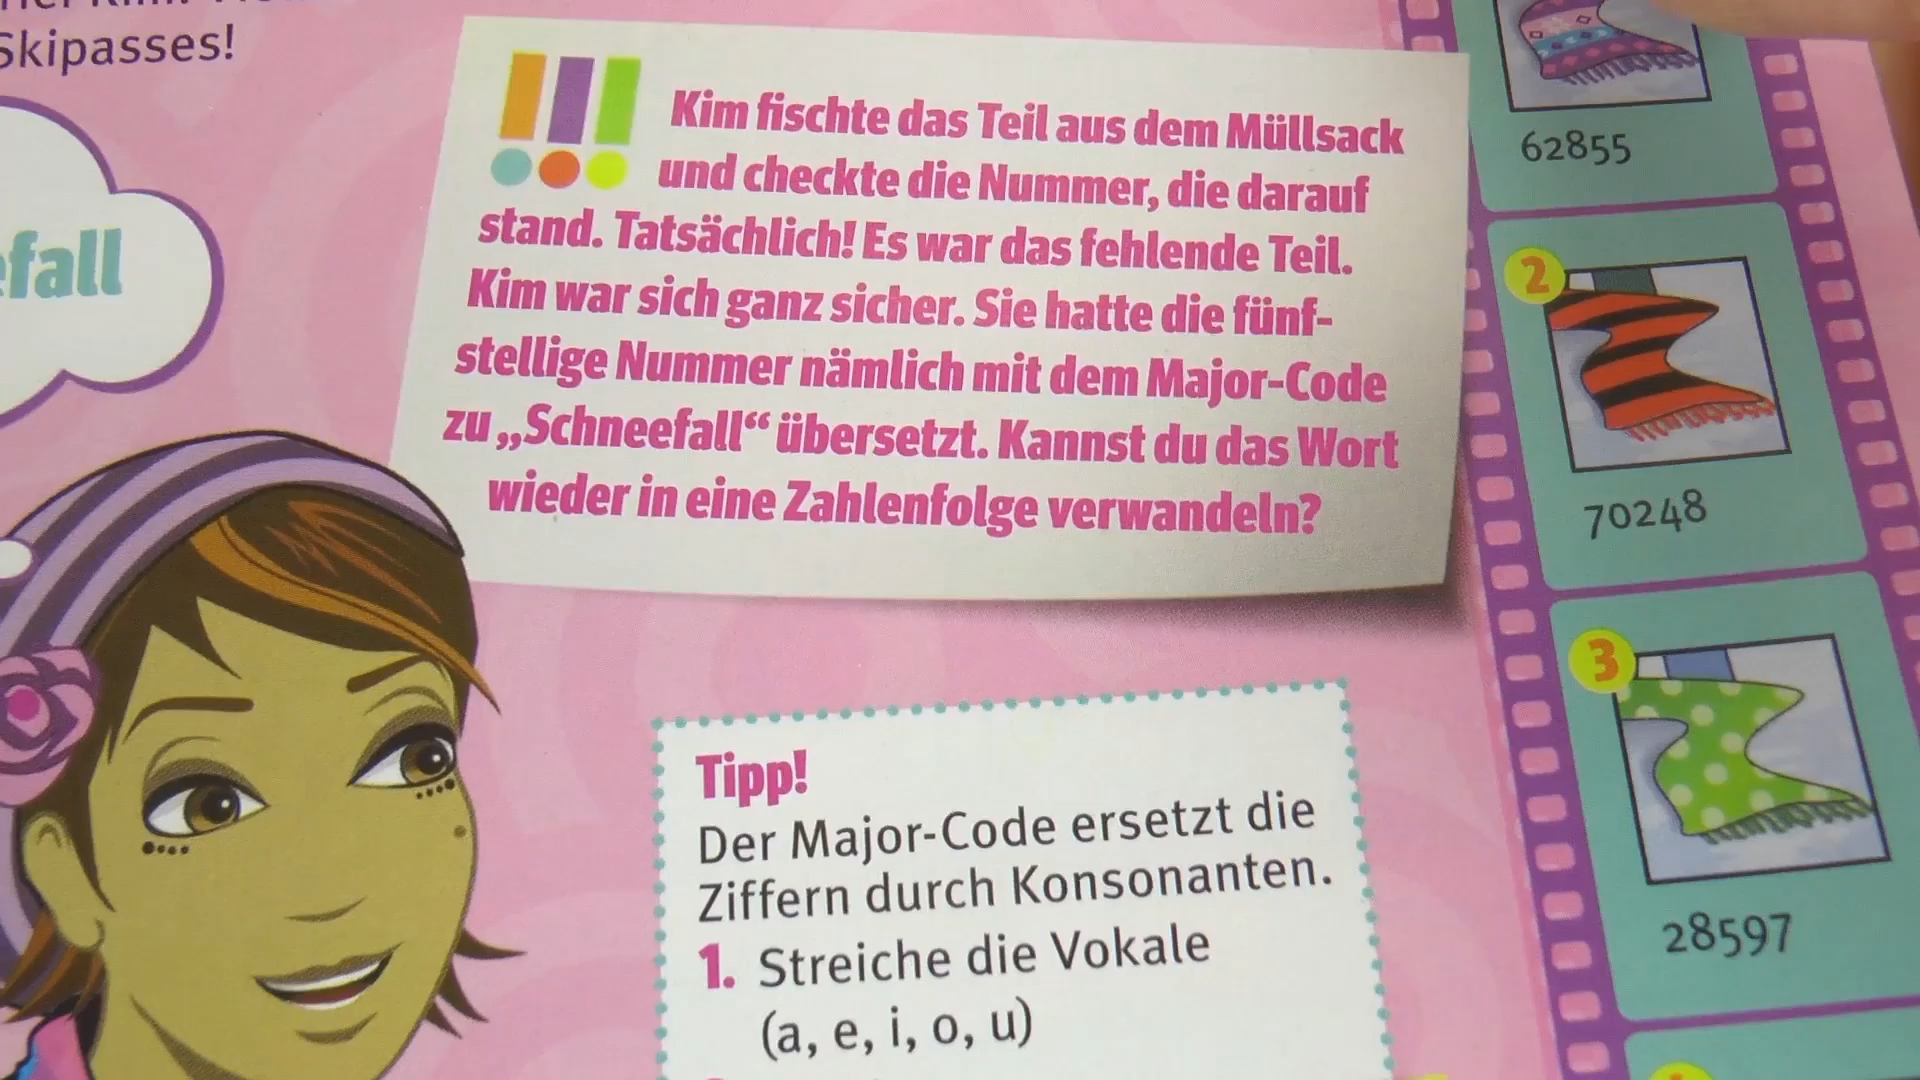 Skipasses!
fall
Kim fischte das Teil aus dem Müllsack
und checkte die Nummer, die darauf
stand. Tatsächlich! Es war das fehlende Teil.
Kim war sich ganz sicher. Sie hatte die fünf-
stellige Nummer nämlich mit dem Major-Code
zu „Schneefall“ übersetzt. Kannst du das Wort
wieder in eine Zahlenfolge verwandeln?
Tipp!
Der Major-Code ersetzt die
Ziffern durch Konsonanten.
1. Streiche die Vokale
(a, e, i, o, u)
62855
2
70248
3
28597